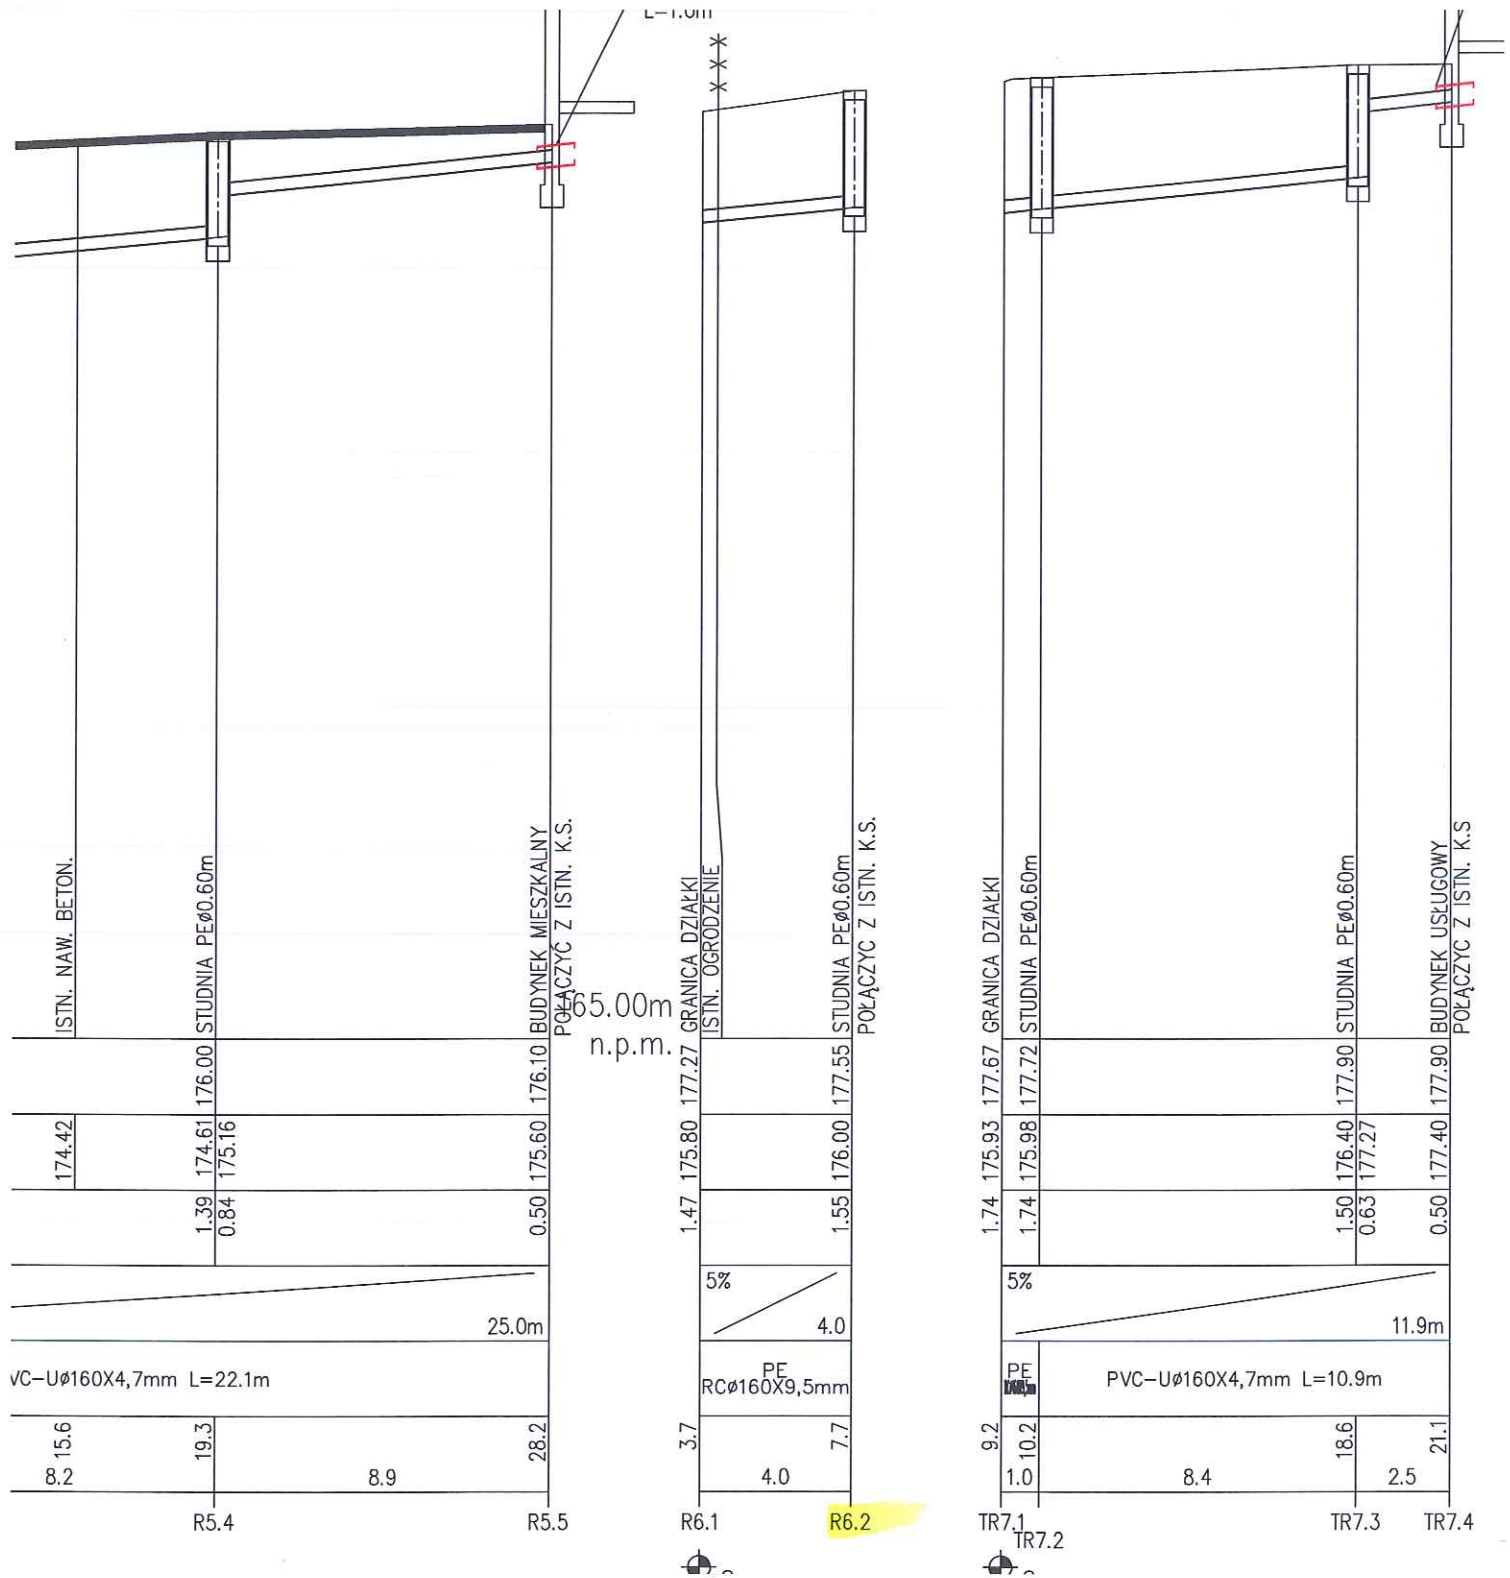 L=1.0m
ISTN. NAW. BETON.
STUDNIA PEø0.60m
BUDYNEK MIESZKALNY
POŁĄCZYĆ Z ISTN. K.S.
165.00m
n.p.m.
GRANICA DZIAŁKI
ISTN. OGRODZENIE
STUDNIA PEø0.60m
POŁĄCZYC Z ISTN. K.S.
GRANICA DZIAŁKI
STUDNIA PEø0.60m
STUDNIA PEø0.60m
BUDYNEK USŁUGOWY
POŁĄCZYC Z ISTN. K.S
176.00 176.10 177.27 177.55 177.67 177.72 177.90 177.90
174.42 174.61 175.16 175.60 175.80 176.00 175.93 175.98 176.40 177.27 177.40
1.39 0.84 0.50 1.47 1.55 1.74 1.74 1.50 0.63 0.50
5% 5%
25.0m 4.0 11.9m
VC-Uø160X4,7mm L=22.1m
PE
RCø160X9,5mm
PE
PVC-Uø160X4,7mm L=10.9m
15.6 19.3 28.2 3.7 7.7 9.2 10.2 18.6 21.1
8.2 8.9 4.0 1.0 8.4 2.5
R5.4 R5.5 R6.1 R6.2 TR7.1 TR7.3 TR7.4
TR7.2